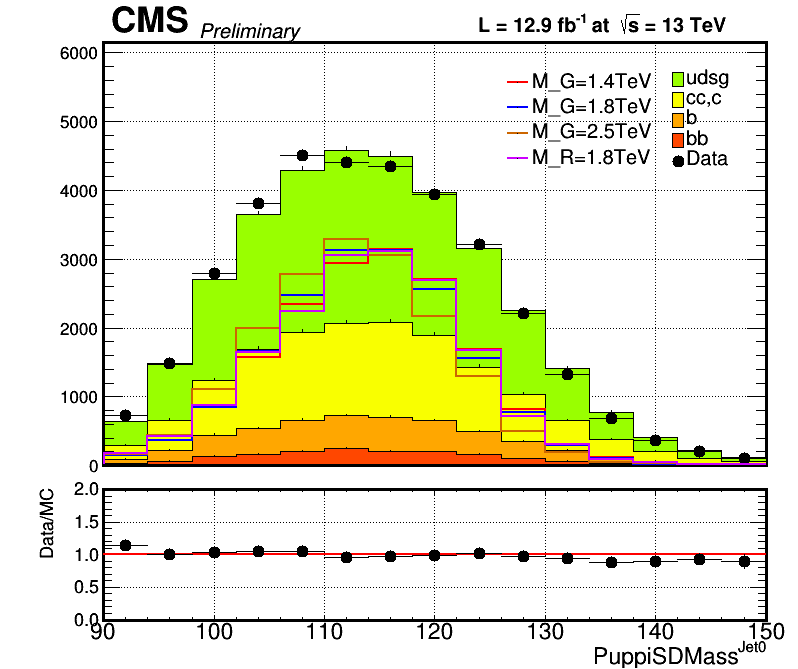 CMS Preliminary L = 12.9 fb⁻¹ at √s = 13 TeV
6000
5000
4000
3000
2000
1000
0
M_G=1.4TeV
M_G=1.8TeV
M_G=2.5TeV
M_R=1.8TeV
udsg
cc,c
b
bb
Data
Data/MC
2.0
1.5
1.0
0.5
0.0
90 100 110 120 130 140 150
PuppiSDMass^Jet0